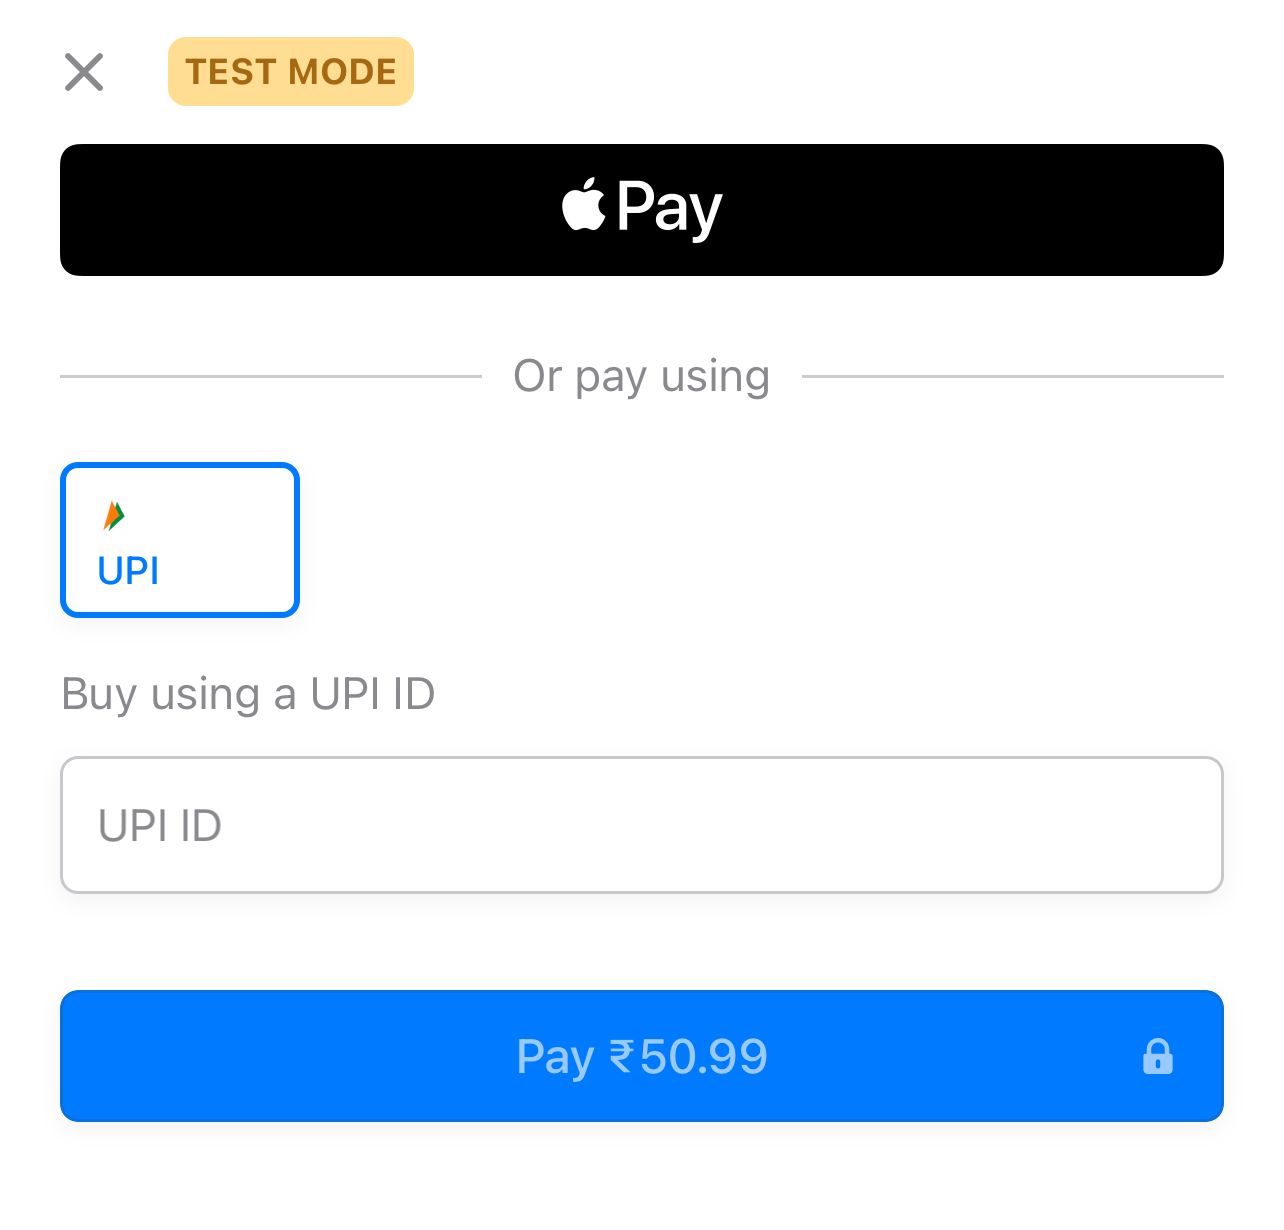 TEST MODE
Pay
Or pay using
UPI
Buy using a UPI ID
UPI ID
Pay ₹50.99